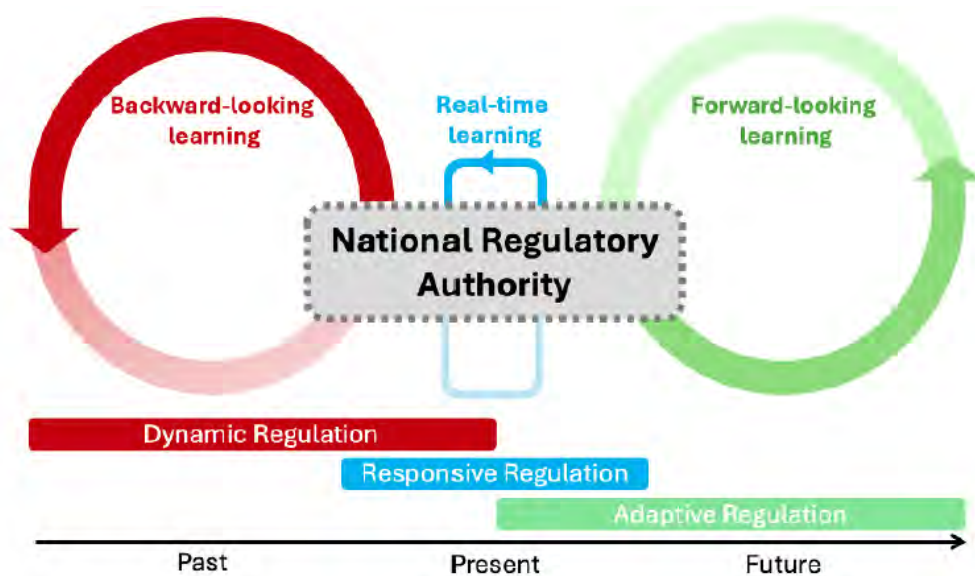 Backward-looking
learning
Real-time
learning
Forward-looking
learning
National Regulatory
Authority
Dynamic Regulation
Responsive Regulation
Adaptive Regulation
Past
Present
Future